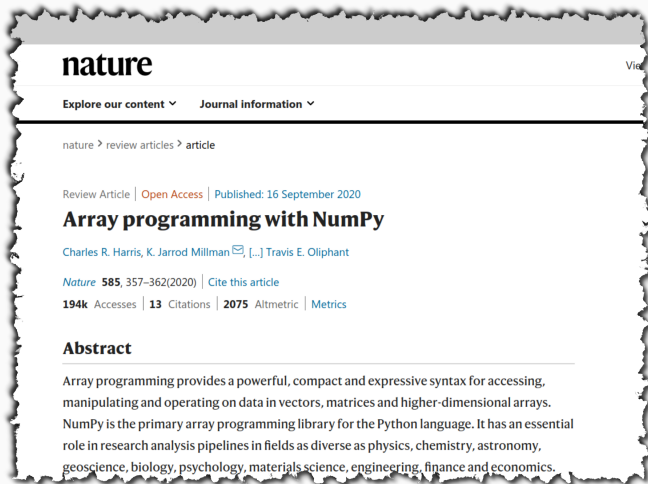 nature
Explore our content Journal information
nature > review articles > article
Review Article | Open Access | Published: 16 September 2020
Array programming with NumPy
Charles R. Harris, K. Jarrod Millman, [...] Travis E. Oliphant
Nature 585, 357–362(2020) | Cite this article
194k Accesses | 13 Citations | 2075 Altmetric | Metrics
Abstract
Array programming provides a powerful, compact and expressive syntax for accessing,
manipulating and operating on data in vectors, matrices and higher-dimensional arrays.
NumPy is the primary array programming library for the Python language. It has an essential
role in research analysis pipelines in fields as diverse as physics, chemistry, astronomy,
geoscience, biology, psychology, materials science, engineering, finance and economics.